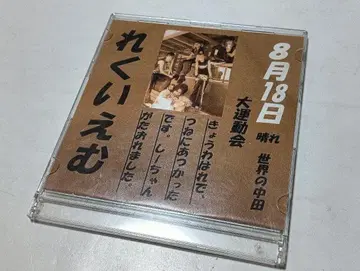 8月18日
晴れ 世界の中田
大運動会
きょうわはれで、
つねにあつかった
です。しーちゃん
がたおれました。
れくいえむ